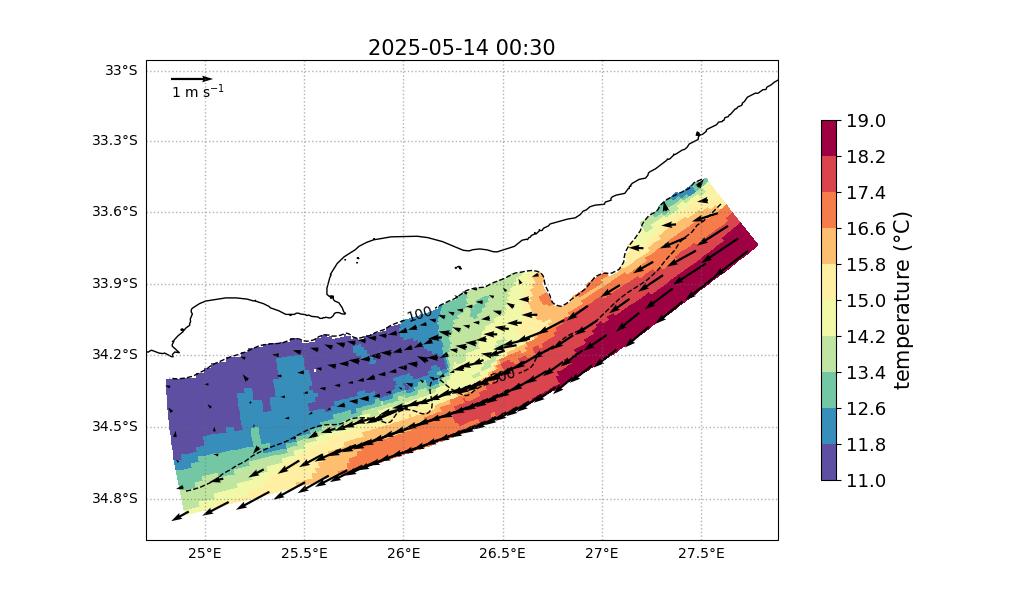 2025-05-14 00:30
1 m s⁻¹
33°S
33.3°S
33.6°S
33.9°S
34.2°S
34.5°S
34.8°S
25°E
25.5°E
26°E
26.5°E
27°E
27.5°E
100
500
19.0
18.2
17.4
16.6
15.8
15.0
14.2
13.4
12.6
11.8
11.0
temperature (°C)